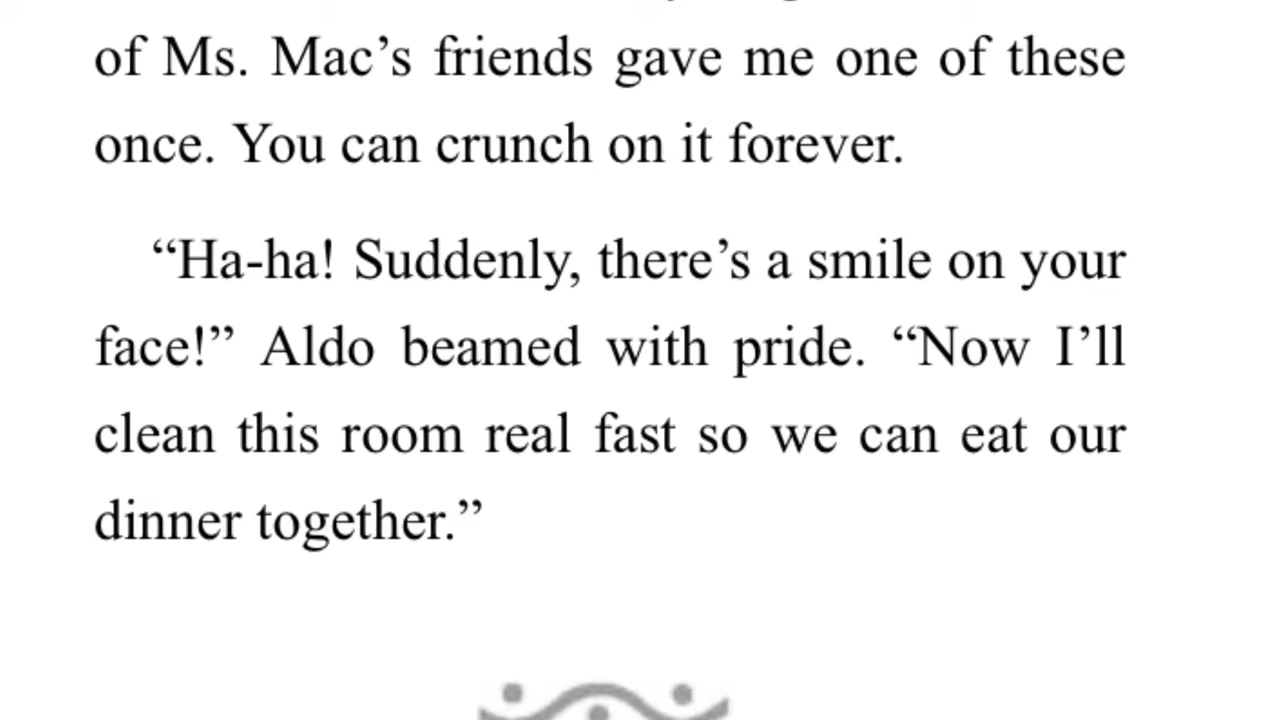 of Ms. Mac’s friends gave me one of these
once. You can crunch on it forever.
“Ha-ha! Suddenly, there’s a smile on your
face!” Aldo beamed with pride. “Now I’ll
clean this room real fast so we can eat our
dinner together.”